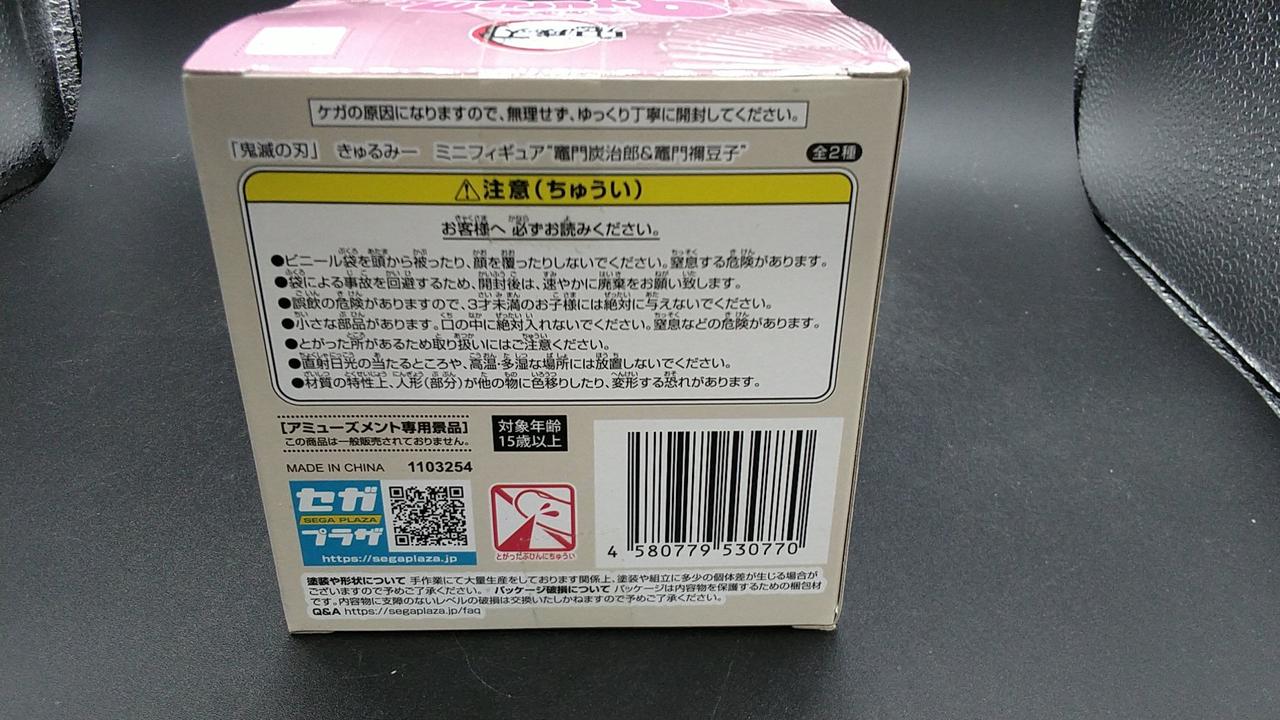 ケガの原因になりますので、無理せず、ゆっくり丁寧に開封してください。
「鬼滅の刃」 きゅるみー ミニフィギュア"竈門炭治郎&竈門禰豆子" 全2種
⚠注意(ちゅうい)
お客様へ 必ずお読みください。
●ビニール袋を頭から被ったり、顔を覆ったりしないでください。窒息する危険があります。
●袋による事故を回避するため、開封後は、速やかに廃棄をお願い致します。
●誤飲の危険がありますので、3才未満のお子様には絶対に与えないでください。
●小さな部品があります。口の中に絶対入れないでください。窒息などの危険があります。
●とがった所があるため取り扱いにはご注意ください。
●直射日光の当たるところや、高温・多湿な場所には放置しないでください。
●材質の特性上、人形(部分)が他の物に色移りしたり、変形する恐れがあります。
[アミューズメント専用景品]
この商品は一般販売されておりません。
対象年齢
15歳以上
MADE IN CHINA 1103254
セガ
SEGA PLAZA
プラザ
https://segaplaza.jp
とがったぶひんにちゅうい
4 580779 530770
塗装や形状について 手作業にて大量生産をしております関係上、塗装や組立に多少の個体差が生じる場合が
ございますので予めご了承ください。 パッケージ破損について パッケージは内容物を保護するための梱包材
です。内容物に支障のないレベルの破損は交換いたしかねますので予めご了承ください。
Q&A https://segaplaza.jp/faq